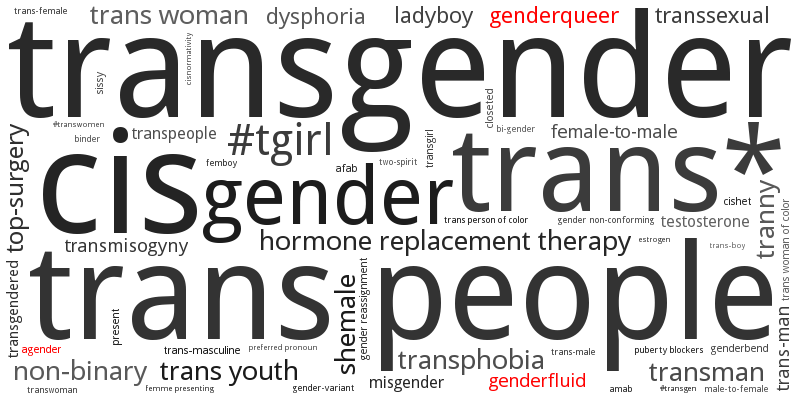 trans-female
trans woman
dysphoria
ladyboy
genderqueer
transsexual
transgender
sissy
cisnormativity
#transwomen
binder
transpeople
#tgirl
closeted
bi-gender
female-to-male
top-surgery
cis
femboy
afab
two-spirit
transgirl
trans*
gender
cishet
tranny
trans woman of color
trans person of color
gender non-conforming
testosterone
transmisogyny
hormone replacement therapy
estrogen
trans-boy
transgendered
trans people
present
shemale
gender reassignment
trans-man
agender
trans-masculine
preferred pronoun
transphobia
trans-male
puberty blockers
genderbend
non-binary
trans youth
misgender
genderfluid
transman
transwoman
femme presenting
gender-variant
amab
#transgen
male-to-female